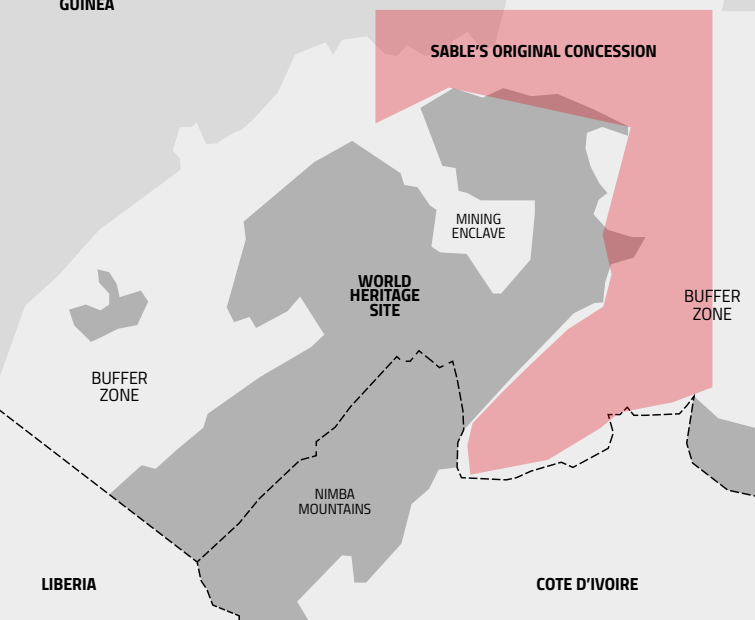 GUINEA
SABLE'S ORIGINAL CONCESSION
MINING
ENCLAVE
WORLD
HERITAGE
SITE
BUFFER
ZONE
BUFFER
ZONE
NIMBA
MOUNTAINS
LIBERIA
COTE D'IVOIRE